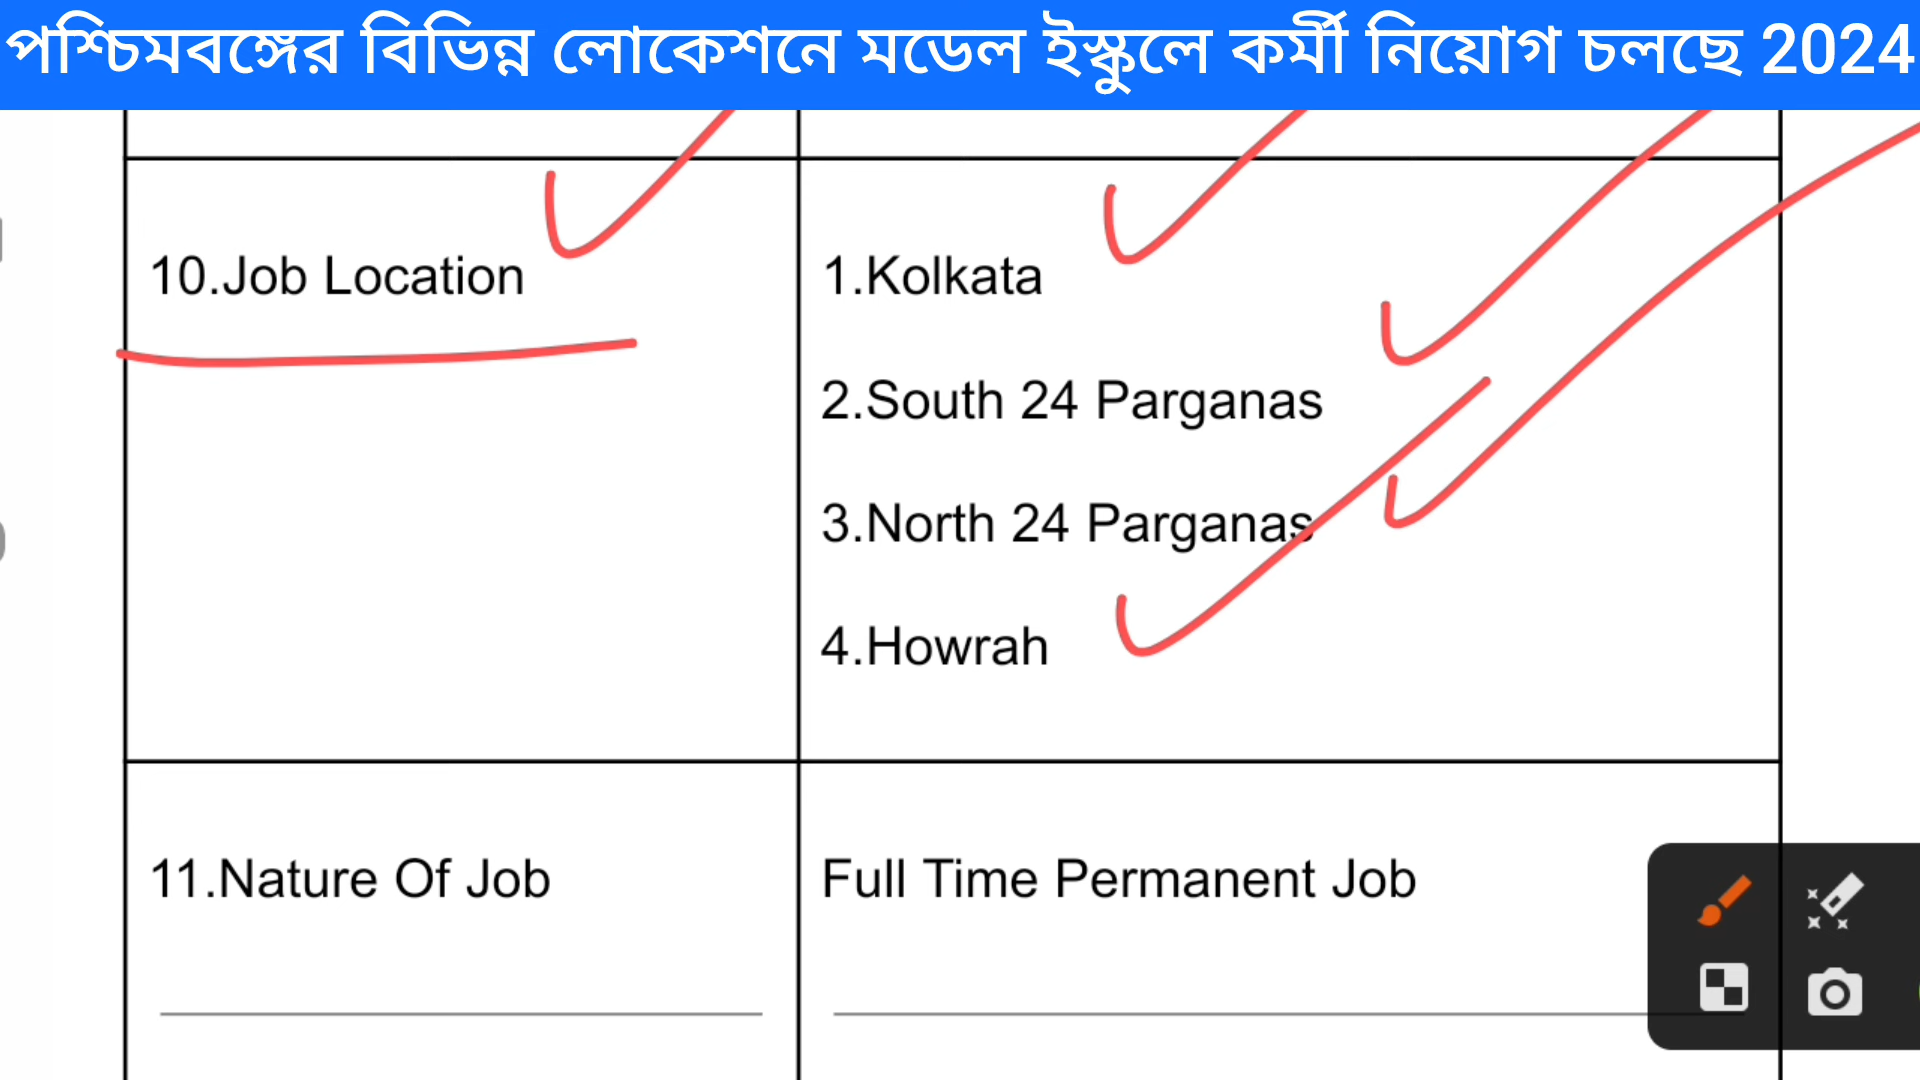 পশ্চিমবঙ্গের বিভিন্ন লোকেশনে মডেল ইস্কুলে কর্মী নিয়োগ চলছে 2024
10.Job Location
1.Kolkata
2.South 24 Parganas
3.North 24 Parganas
4.Howrah
11.Nature Of Job
Full Time Permanent Job